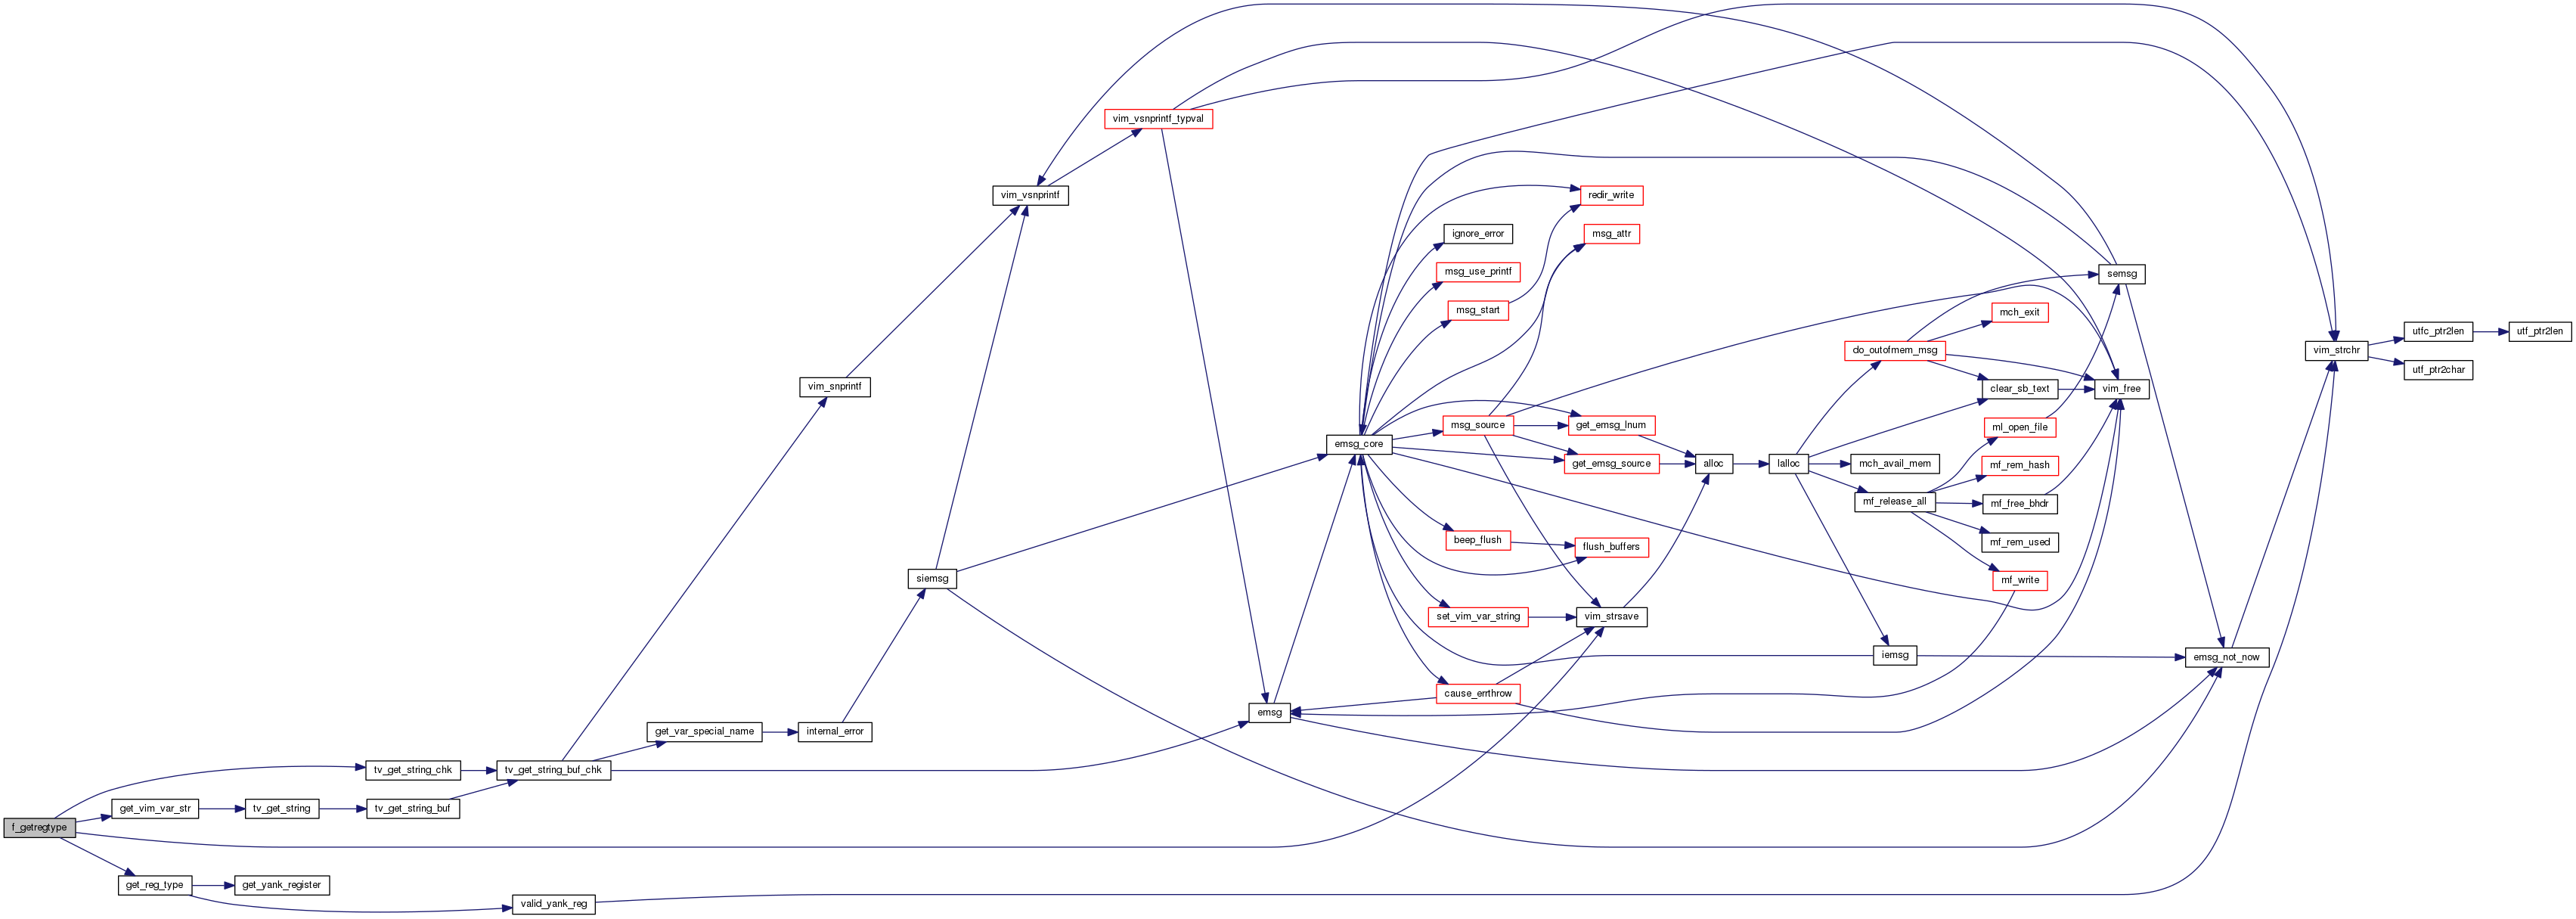 f_getregtype
tv_get_string_chk
get_vim_var_str
get_reg_type
tv_get_string
tv_get_string_buf
get_yank_register
valid_yank_reg
tv_get_string_buf_chk
get_var_special_name
internal_error
vim_snprintf
siemsg
vim_vsnprintf
vim_vsnprintf_typval
emsg
emsg_core
redir_write
ignore_error
msg_attr
msg_use_printf
msg_start
msg_source
get_emsg_lnum
get_emsg_source
beep_flush
flush_buffers
set_vim_var_string
vim_strsave
cause_errthrow
alloc
lalloc
do_outofmem_msg
mch_avail_mem
mf_release_all
iemsg
semsg
mch_exit
clear_sb_text
vim_free
ml_open_file
mf_rem_hash
mf_free_bhdr
mf_rem_used
mf_write
emsg_not_now
vim_strchr
utfc_ptr2len
utf_ptr2len
utf_ptr2char